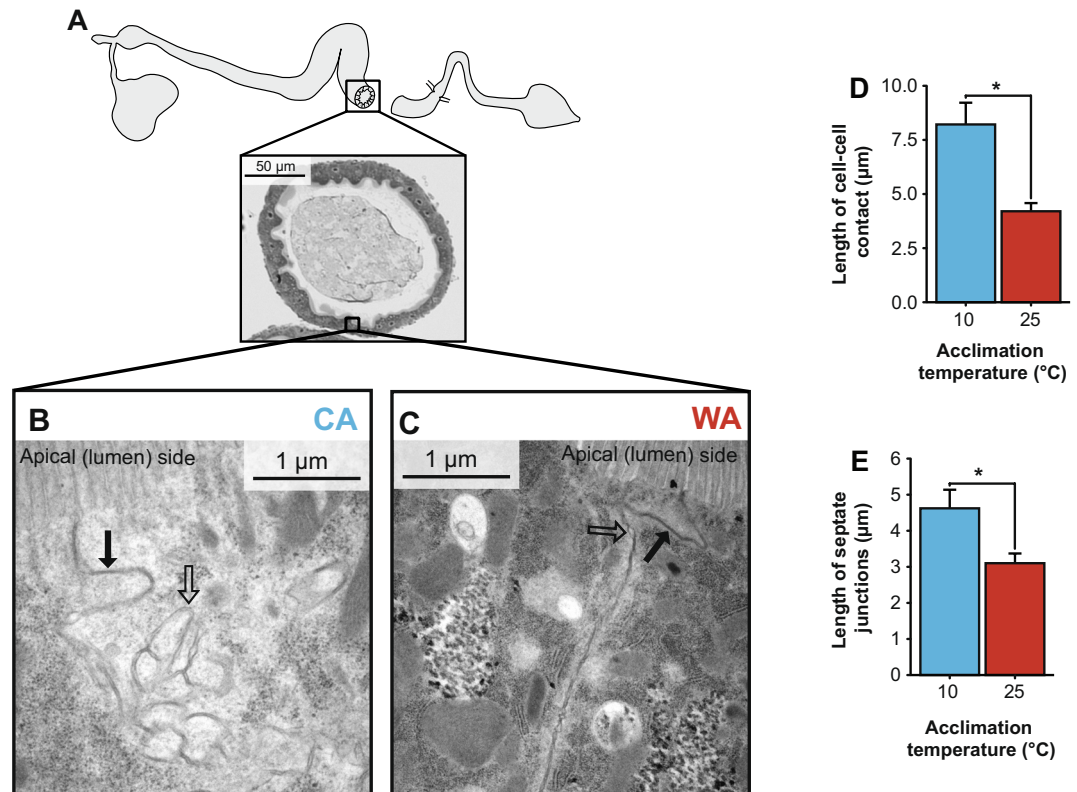 A
50 µm
B
CA
Apical (lumen) side
1 µm
C
WA
Apical (lumen) side
1 µm
D
Length of cell-cell
contact (µm)
10.0
7.5
5.0
2.5
0.0
*
10
25
Acclimation
temperature (°C)
E
Length of septate
junctions (µm)
6
5
4
3
2
1
0
*
10
25
Acclimation
temperature (°C)